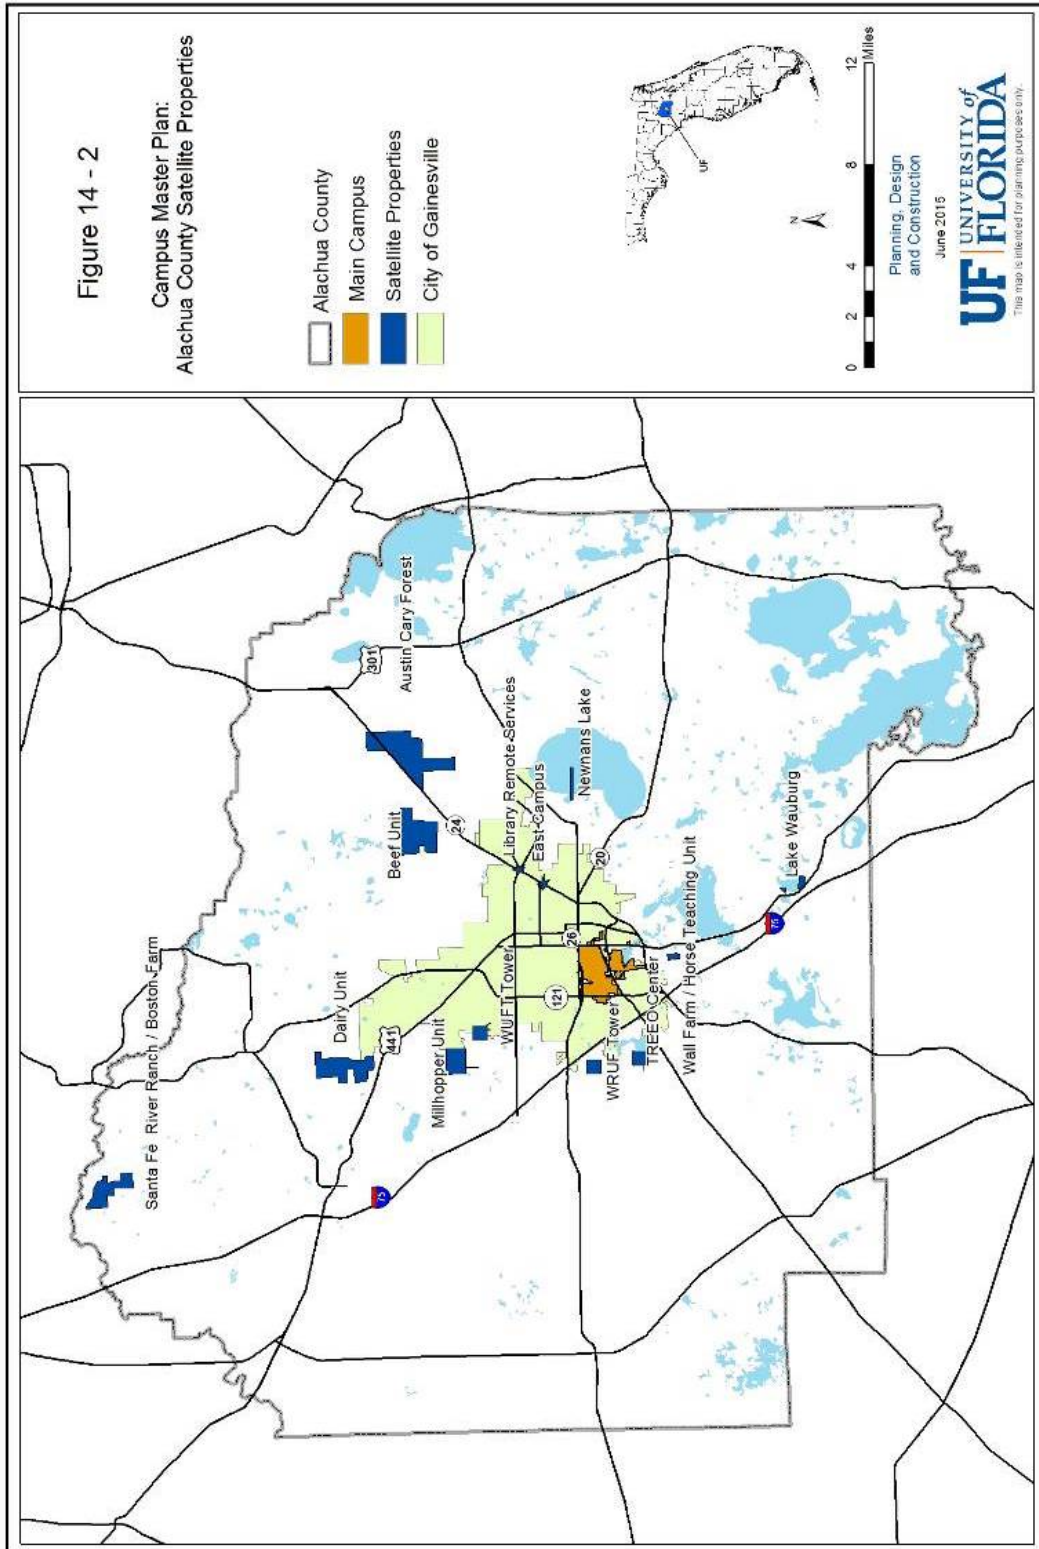 Figure 14 - 2
Campus Master Plan:
Alachua County Satellite Properties
Alachua County
Main Campus
Satellite Properties
City of Gainesville
UF
N
0 2 4 8 12
Miles
Planning, Design
and Construction
June 2015
UF UNIVERSITY of
FLORIDA
This map is intended for planning purposes only.
Santa Fe River Ranch / Boston Farm
Dairy Unit
441
75
Millhopper Unit
WUFT Tower
Beef Unit
24
Austin Cary Forest
301
Library Remote Services
East Campus
Newnans Lake
121
26
20
WRUF Tower
TREEO Center
Wall Farm / Horse Teaching Unit
75
Lake Wauburg